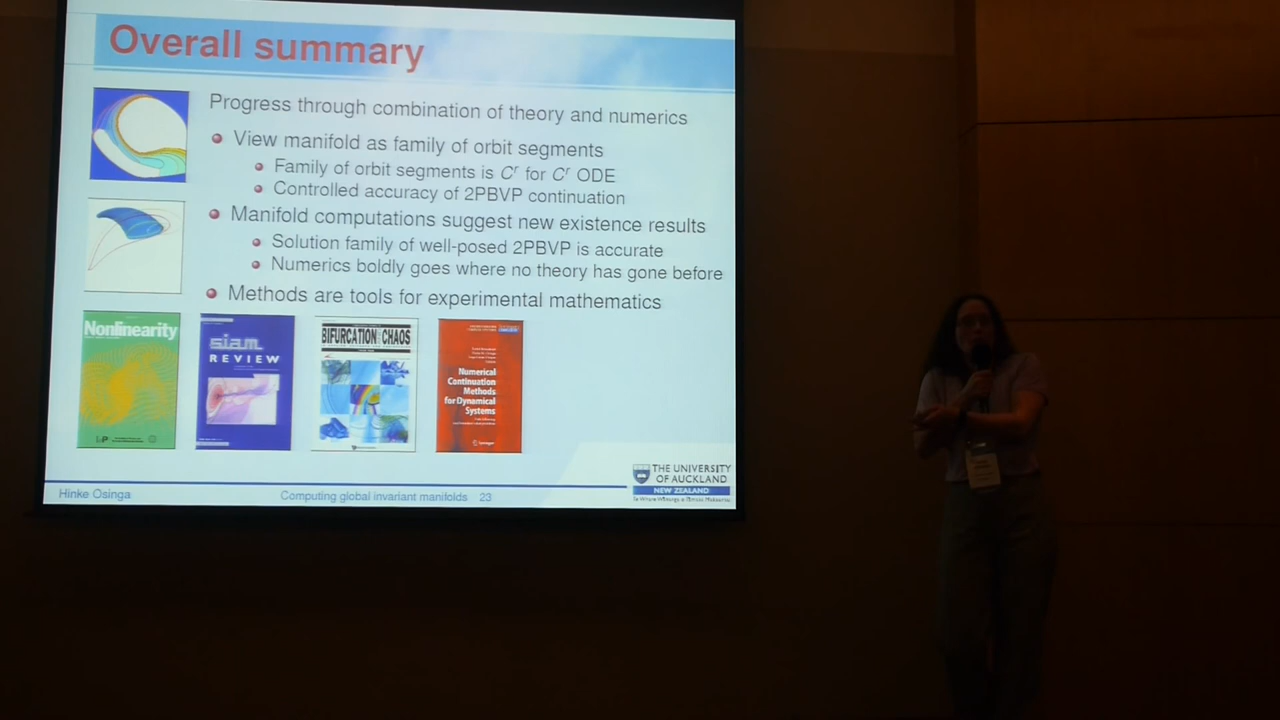 Overall summary
Progress through combination of theory and numerics
View manifold as family of orbit segments
Family of orbit segments is Cʳ for Cʳ ODE
Controlled accuracy of 2PBVP continuation
Manifold computations suggest new existence results
Solution family of well-posed 2PBVP is accurate
Numerics boldly goes where no theory has gone before
Methods are tools for experimental mathematics
Nonlinearity
siam
REVIEW
BIFURCATION CHAOS
Numerical
Continuation
Methods
for Dynamical
Systems
Springer
THE UNIVERSITY
OF AUCKLAND
NEW ZEALAND
Hinke Osinga
Computing global invariant manifolds 23